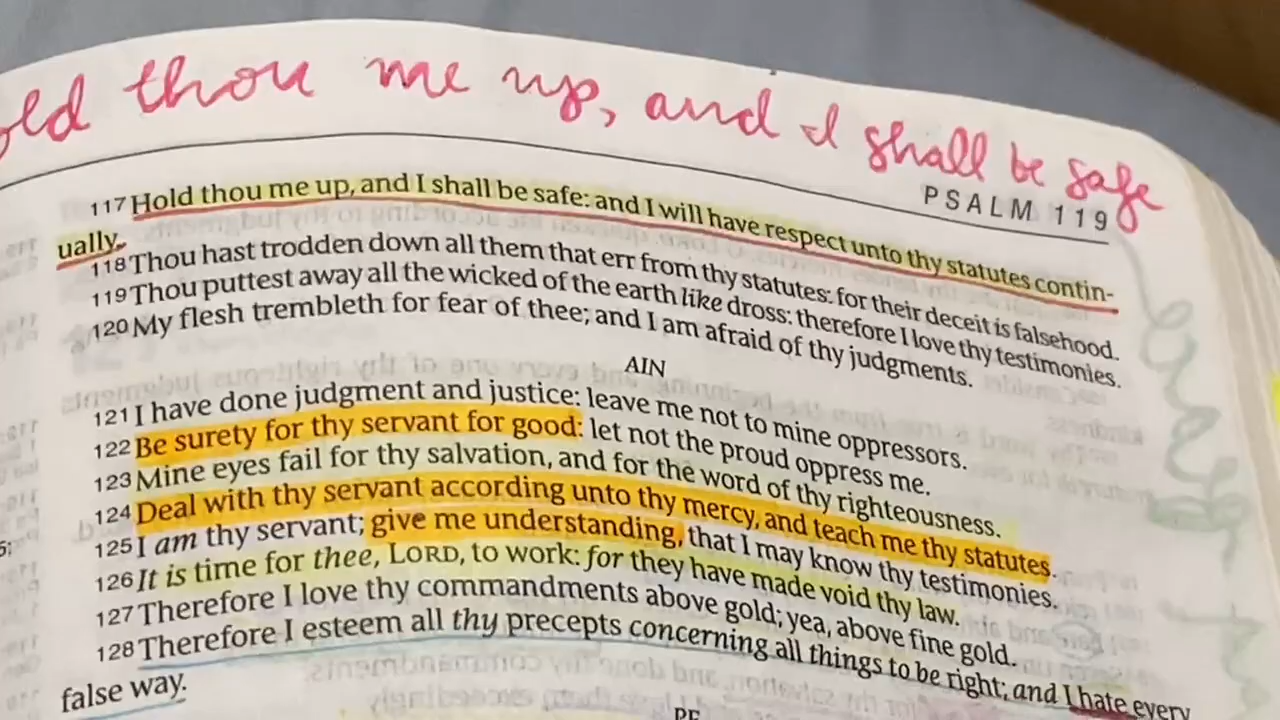 old thou me up, and I shall be safe
PSALM 119
117 Hold thou me up, and I shall be safe: and I will have respect unto thy statutes contin-
ually.
118 Thou hast trodden down all them that err from thy statutes: for their deceit is falsehood.
119 Thou puttest away all the wicked of the earth like dross: therefore I love thy testimonies.
120 My flesh trembleth for fear of thee; and I am afraid of thy judgments.
AIN
121 I have done judgment and justice: leave me not to mine oppressors.
122 Be surety for thy servant for good: let not the proud oppress me.
123 Mine eyes fail for thy salvation, and for the word of thy righteousness.
124 Deal with thy servant according unto thy mercy, and teach me thy statutes.
125 I am thy servant; give me understanding, that I may know thy testimonies.
126 It is time for thee, LORD, to work: for they have made void thy law.
127 Therefore I love thy commandments above gold; yea, above fine gold.
128 Therefore I esteem all thy precepts concerning all things to be right; and I hate every
false way.
PE